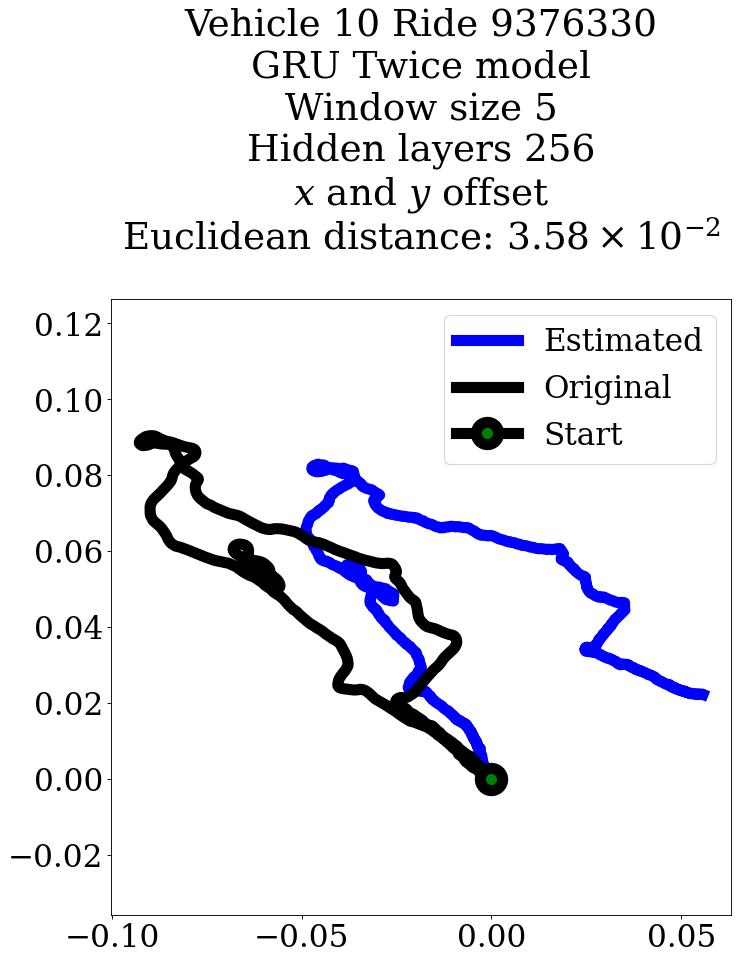 Vehicle 10 Ride 9376330
GRU Twice model
Window size 5
Hidden layers 256
x and y offset
Euclidean distance: 3.58 × 10⁻²
Estimated
Original
Start
0.12
0.10
0.08
0.06
0.04
0.02
0.00
−0.02
−0.10 −0.05 0.00 0.05